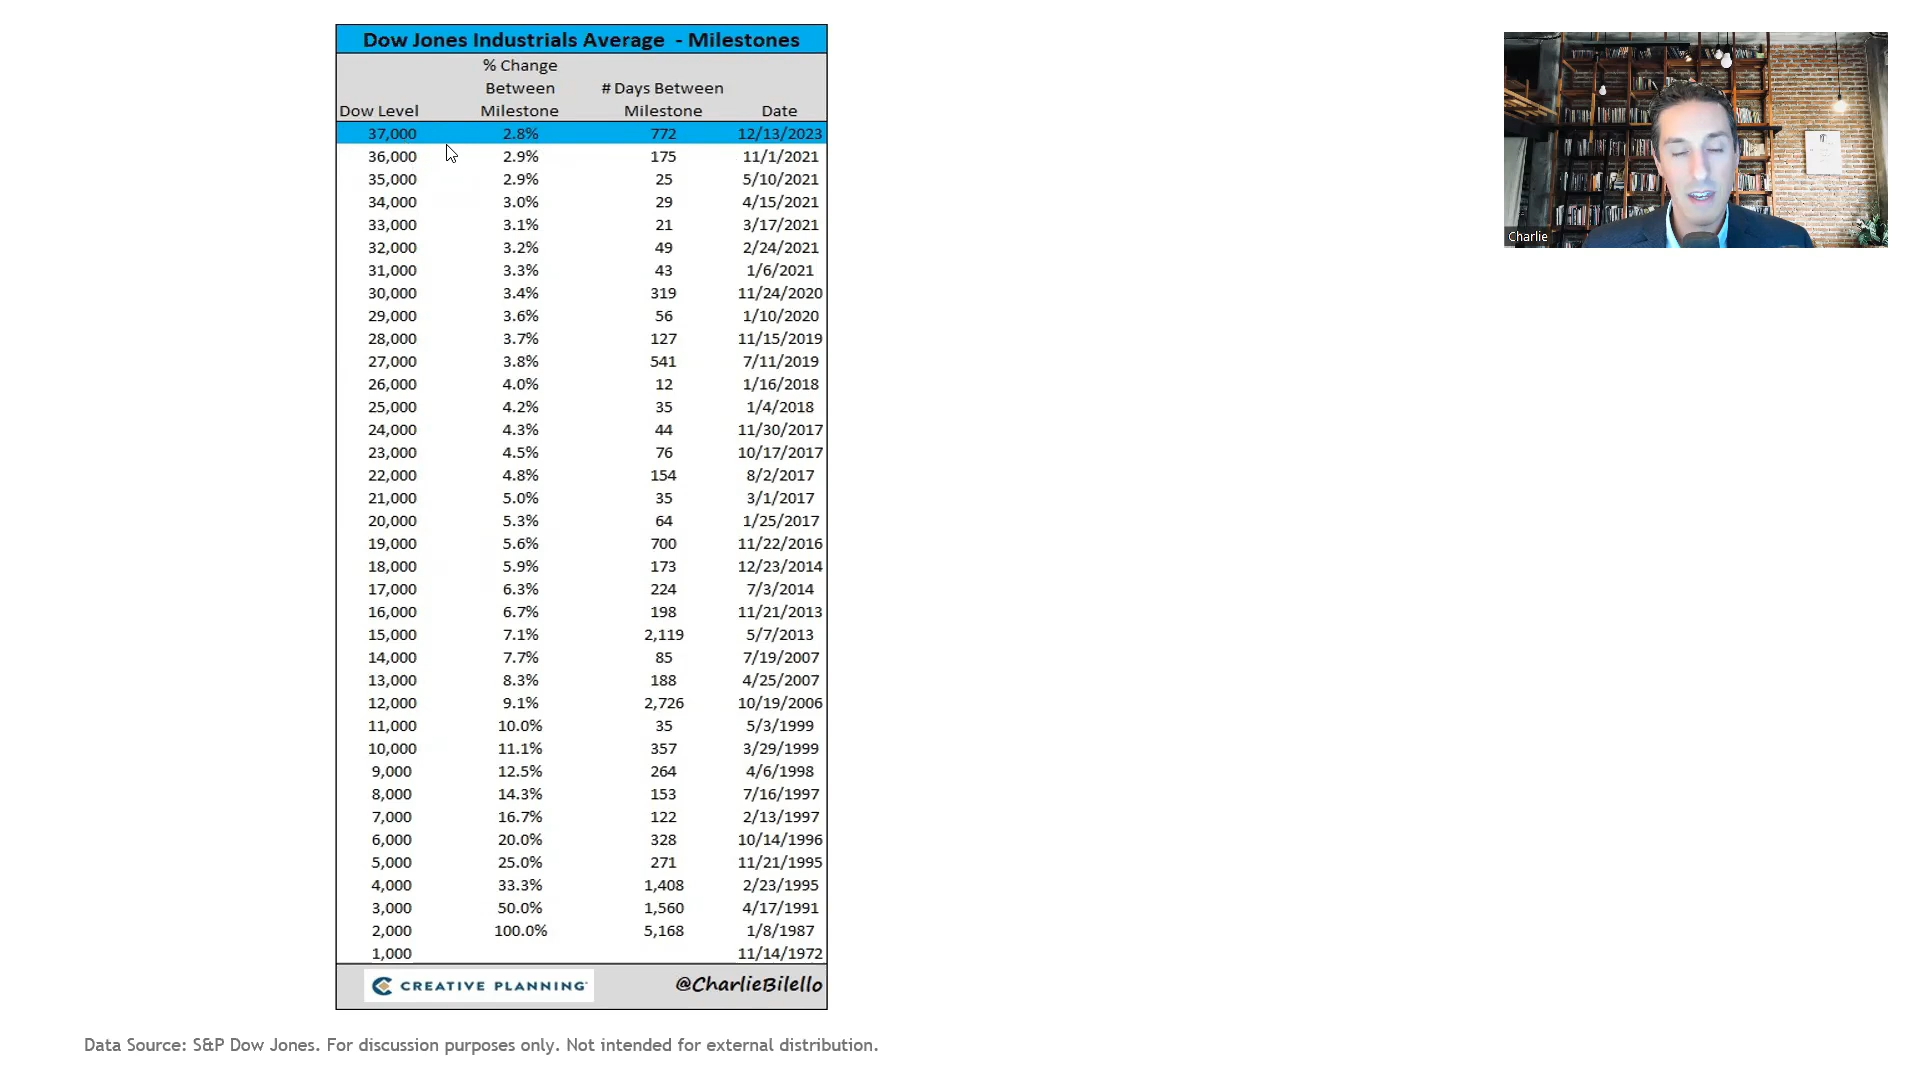 Dow Jones Industrials Average - Milestones
% Change
Between # Days Between
Dow Level Milestone Milestone Date
37,000 2.8% 772 12/13/2023
36,000 2.9% 175 11/1/2021
35,000 2.9% 25 5/10/2021
34,000 3.0% 29 4/15/2021
33,000 3.1% 21 3/17/2021
32,000 3.2% 49 2/24/2021
31,000 3.3% 43 1/6/2021
30,000 3.4% 319 11/24/2020
29,000 3.6% 56 1/10/2020
28,000 3.7% 127 11/15/2019
27,000 3.8% 541 7/11/2019
26,000 4.0% 12 1/16/2018
25,000 4.2% 35 1/4/2018
24,000 4.3% 44 11/30/2017
23,000 4.5% 76 10/17/2017
22,000 4.8% 154 8/2/2017
21,000 5.0% 35 3/1/2017
20,000 5.3% 64 1/25/2017
19,000 5.6% 700 11/22/2016
18,000 5.9% 173 12/23/2014
17,000 6.3% 224 7/3/2014
16,000 6.7% 198 11/21/2013
15,000 7.1% 2,119 5/7/2013
14,000 7.7% 85 7/19/2007
13,000 8.3% 188 4/25/2007
12,000 9.1% 2,726 10/19/2006
11,000 10.0% 35 5/3/1999
10,000 11.1% 357 3/29/1999
9,000 12.5% 264 4/6/1998
8,000 14.3% 153 7/16/1997
7,000 16.7% 122 2/13/1997
6,000 20.0% 328 10/14/1996
5,000 25.0% 271 11/21/1995
4,000 33.3% 1,408 2/23/1995
3,000 50.0% 1,560 4/17/1991
2,000 100.0% 5,168 1/8/1987
1,000 11/14/1972
CREATIVE PLANNING @CharlieBilello
Data Source: S&P Dow Jones. For discussion purposes only. Not intended for external distribution.
Charlie